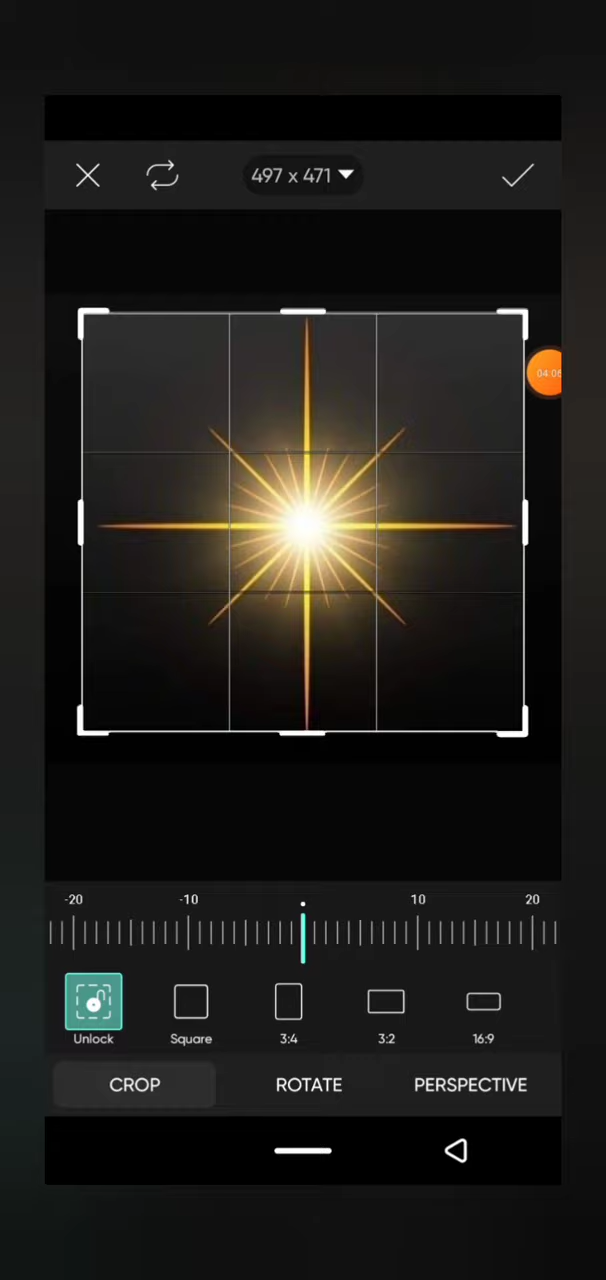 497 x 471
04:06
-20 -10 10 20
Unlock Square 3:4 3:2 16:9
CROP ROTATE PERSPECTIVE